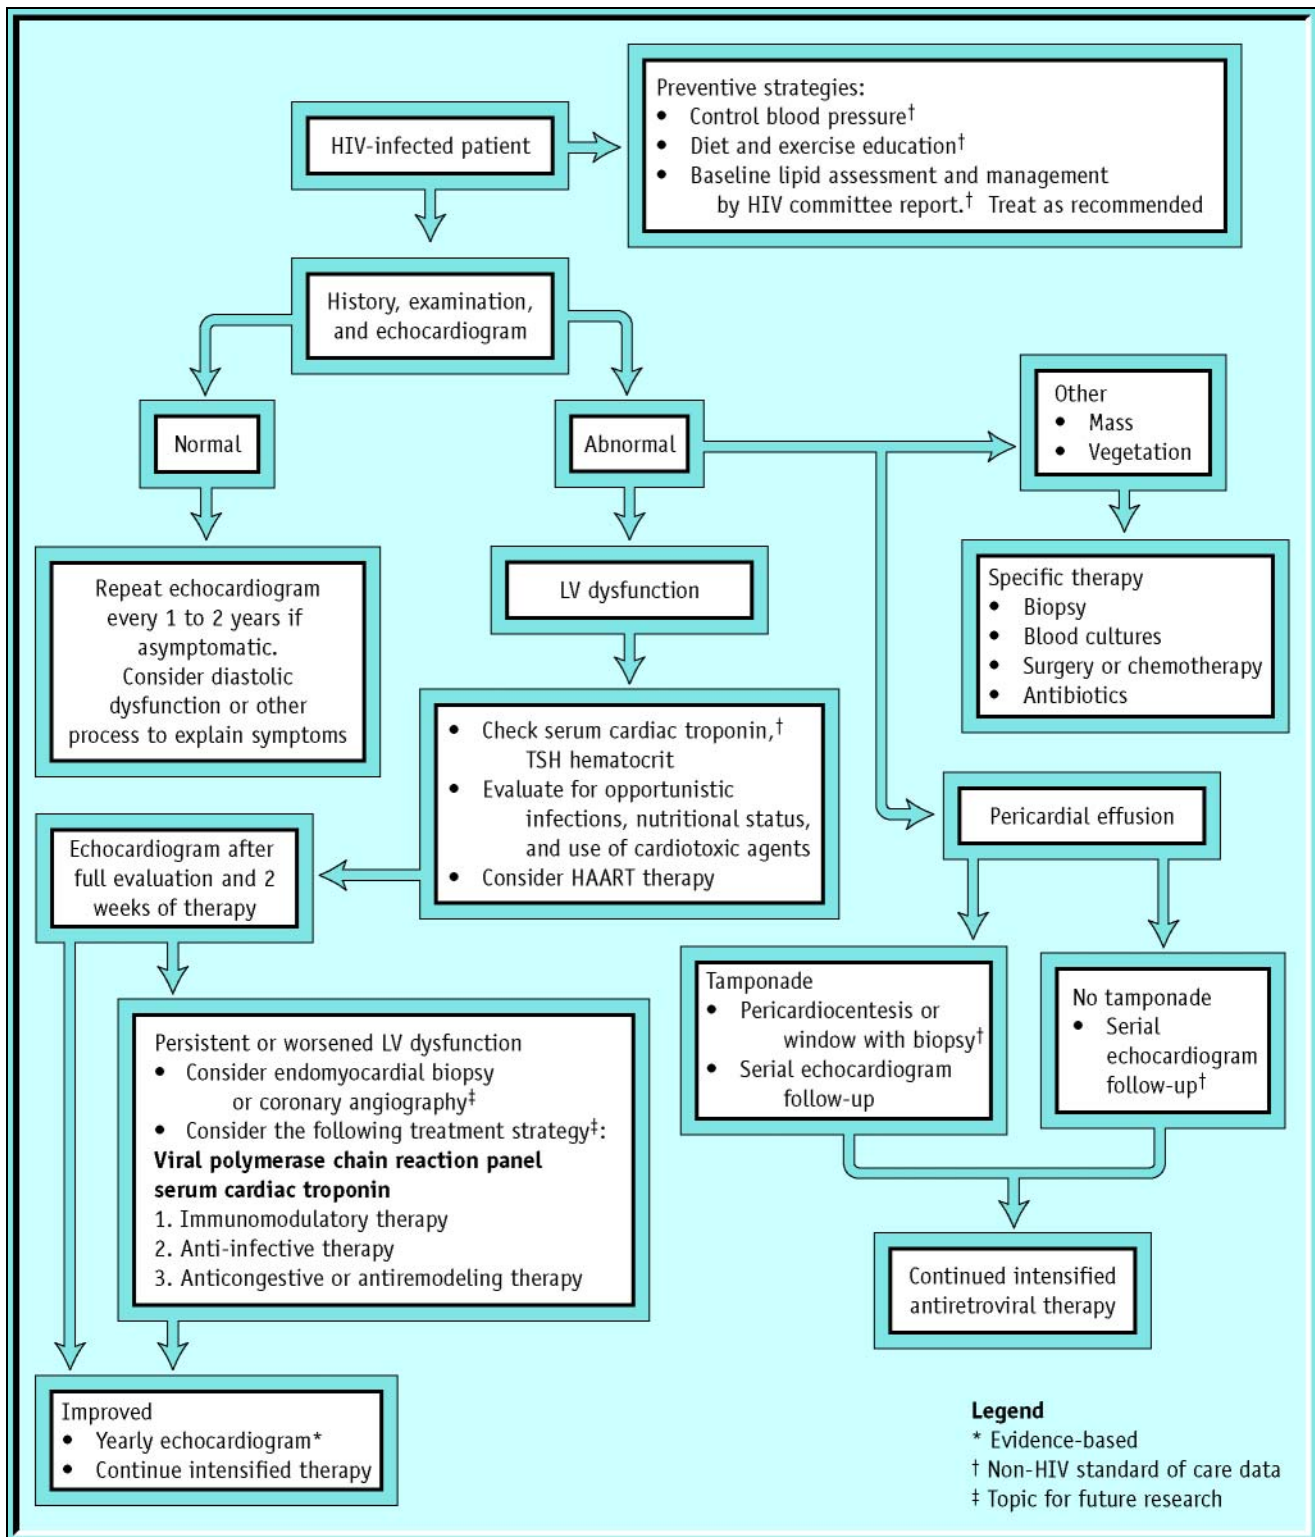 Preventive strategies:
• Control blood pressure†
• Diet and exercise education†
• Baseline lipid assessment and management
by HIV committee report.† Treat as recommended
HIV-infected patient
History, examination,
and echocardiogram
Normal
Abnormal
Other
• Mass
• Vegetation
Repeat echocardiogram
every 1 to 2 years if
asymptomatic.
Consider diastolic
dysfunction or other
process to explain symptoms
LV dysfunction
Specific therapy
• Biopsy
• Blood cultures
• Surgery or chemotherapy
• Antibiotics
• Check serum cardiac troponin,†
TSH hematocrit
• Evaluate for opportunistic
infections, nutritional status,
and use of cardiotoxic agents
• Consider HAART therapy
Pericardial effusion
Echocardiogram after
full evaluation and 2
weeks of therapy
Tamponade
• Pericardiocentesis or
window with biopsy†
• Serial echocardiogram
follow-up
No tamponade
• Serial
echocardiogram
follow-up†
Persistent or worsened LV dysfunction
• Consider endomyocardial biopsy
or coronary angiography‡
• Consider the following treatment strategy‡:
Viral polymerase chain reaction panel
serum cardiac troponin
1. Immunomodulatory therapy
2. Anti-infective therapy
3. Anticongestive or antiremodeling therapy
Continued intensified
antiretroviral therapy
Improved
• Yearly echocardiogram*
• Continue intensified therapy
Legend
* Evidence-based
† Non-HIV standard of care data
‡ Topic for future research